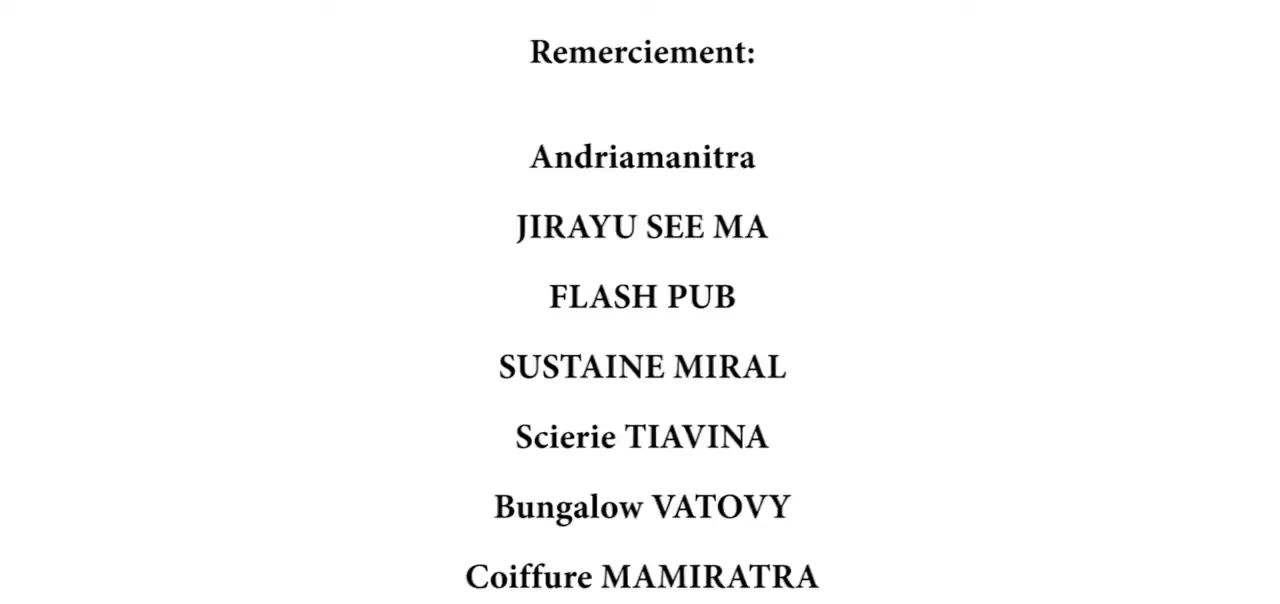 Remerciement:
Andriamanitra
JIRAYU SEE MA
FLASH PUB
SUSTAINE MIRAL
Scierie TIAVINA
Bungalow VATOVY
Coiffure MAMIRATRA